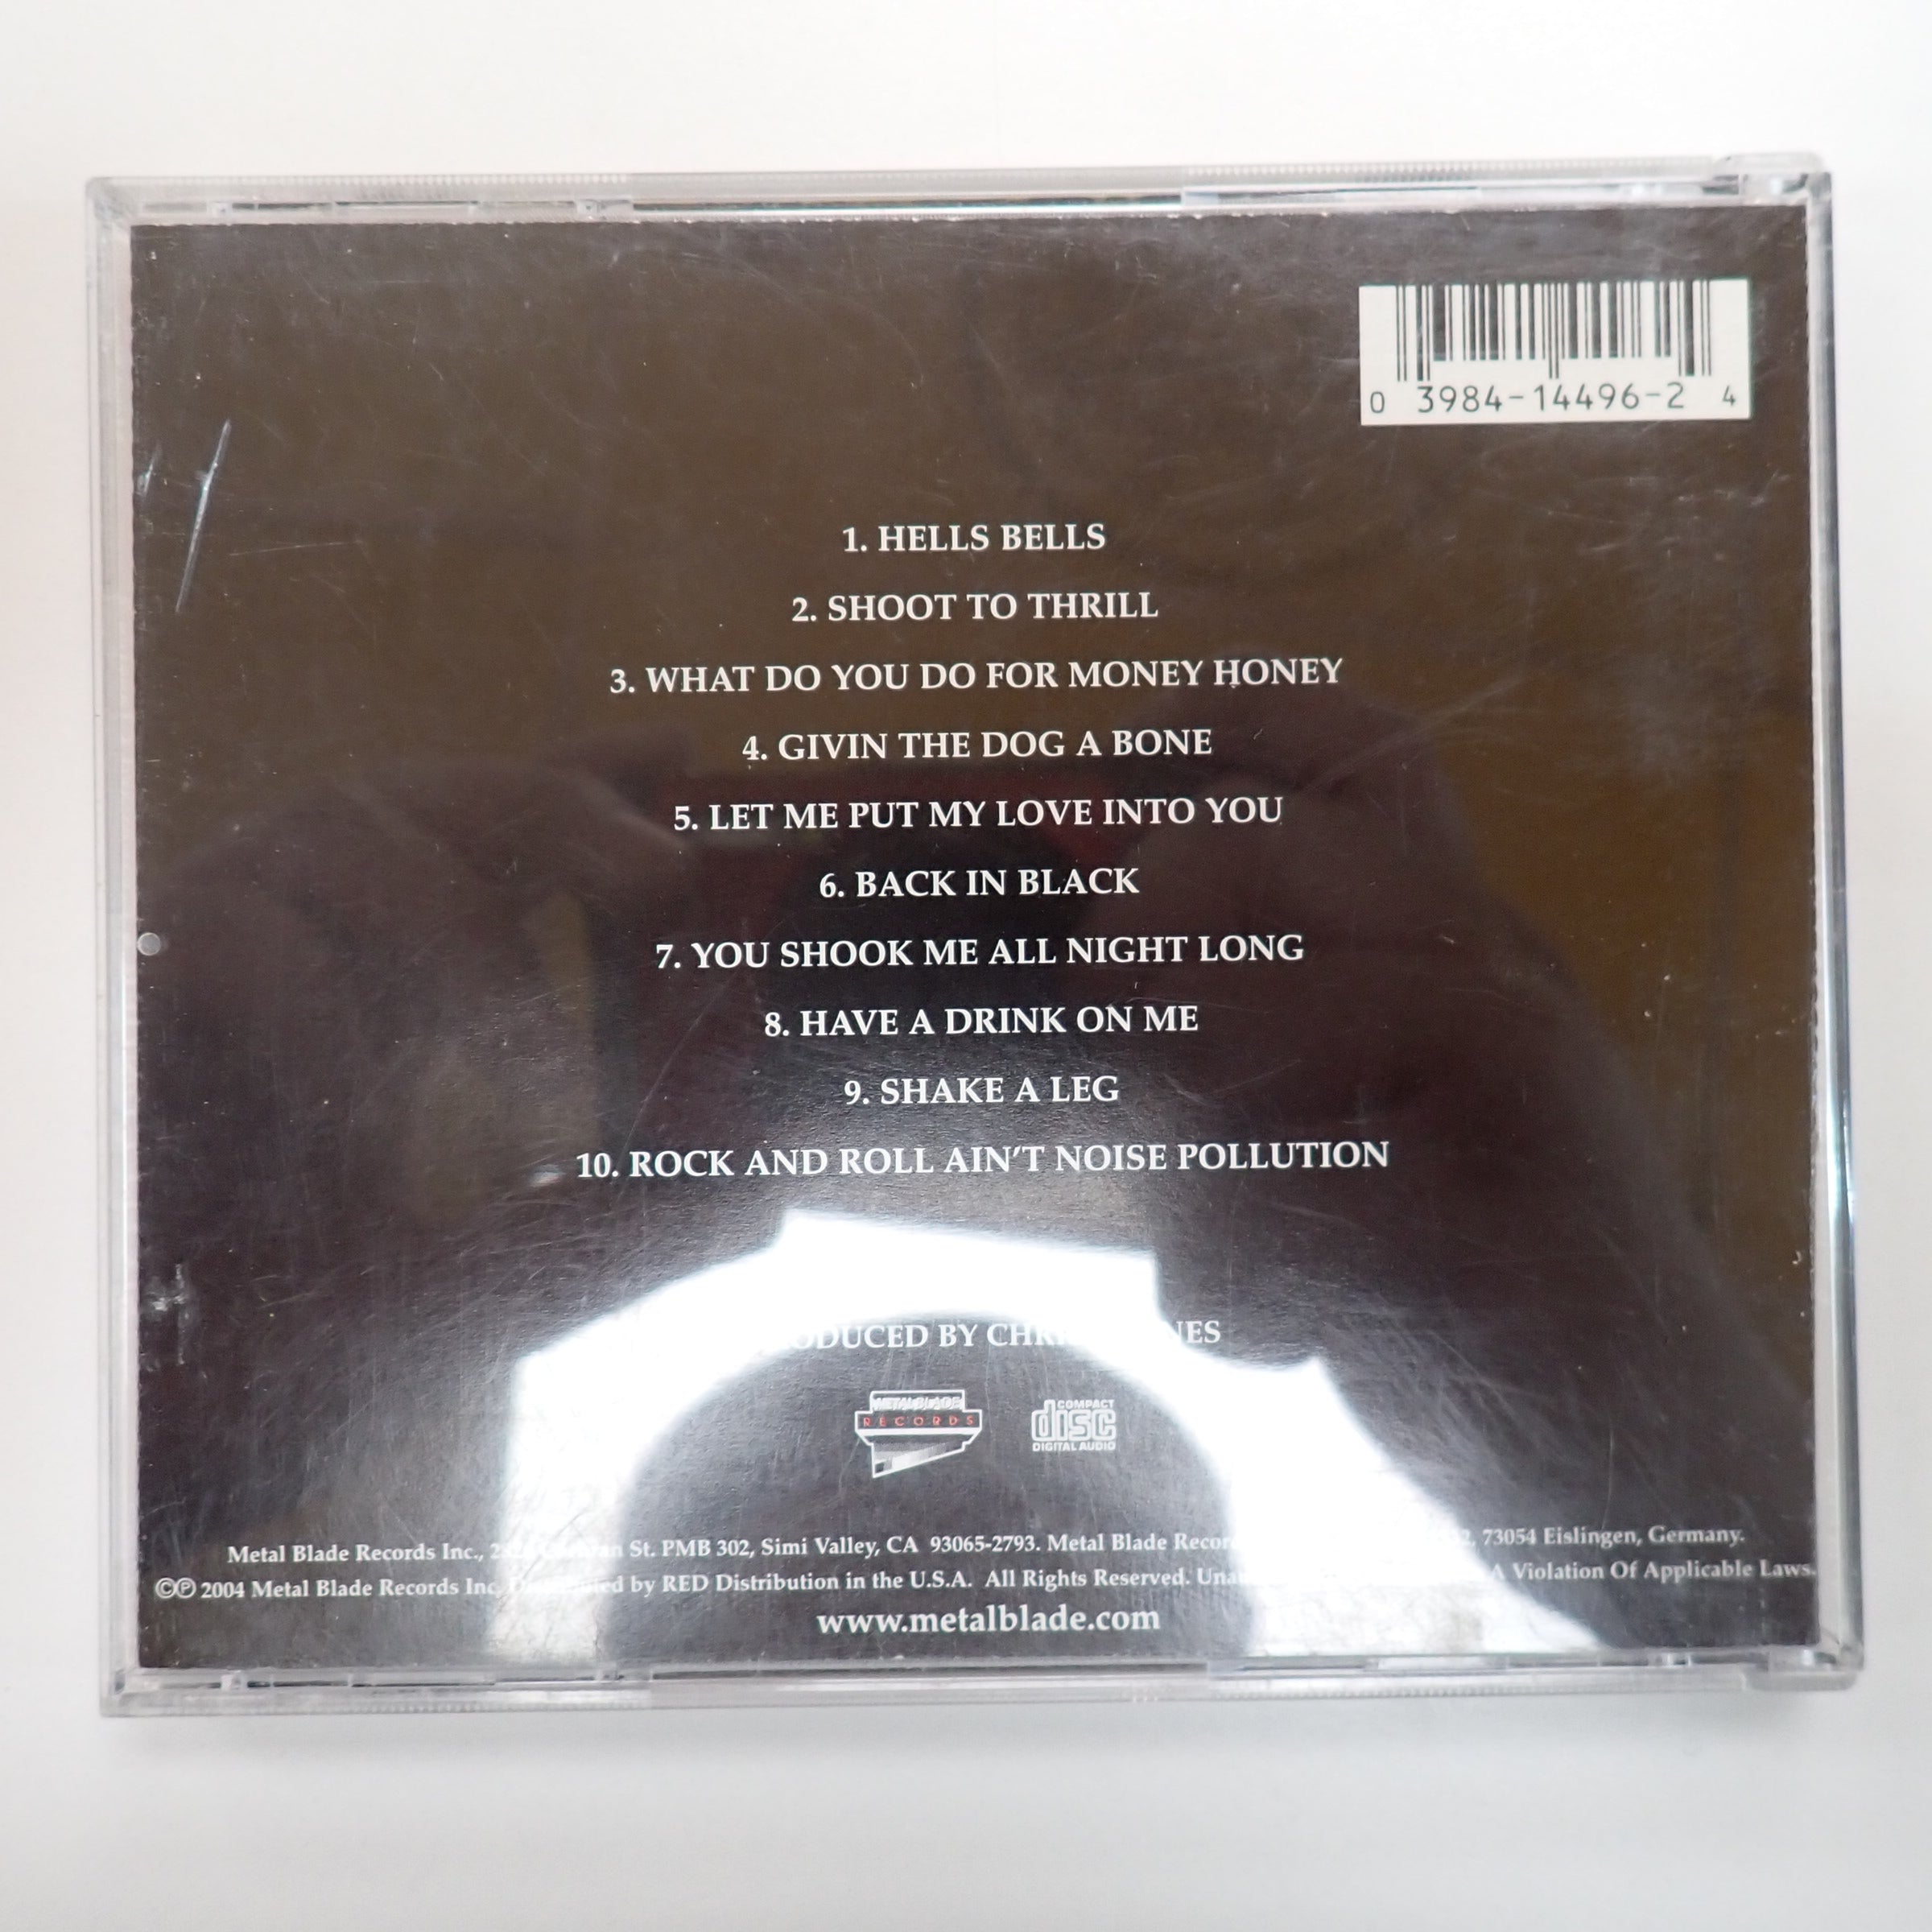 0 3984-14496-2 4
1. HELLS BELLS
2. SHOOT TO THRILL
3. WHAT DO YOU DO FOR MONEY HONEY
4. GIVIN THE DOG A BONE
5. LET ME PUT MY LOVE INTO YOU
6. BACK IN BLACK
7. YOU SHOOK ME ALL NIGHT LONG
8. HAVE A DRINK ON ME
9. SHAKE A LEG
10. ROCK AND ROLL AIN'T NOISE POLLUTION
PRODUCED BY
METAL BLADE
RECORDS
COMPACT
disc
DIGITAL AUDIO
Metal Blade Records Inc., St. PMB 302, Simi Valley, CA 93065-2793. Metal Blade 73054 Eislingen, Germany.
©℗ 2004 Metal Blade Records Inc. Distributed by RED Distribution in the U.S.A. All Rights Reserved. A Violation Of Applicable Laws.
www.metalblade.com